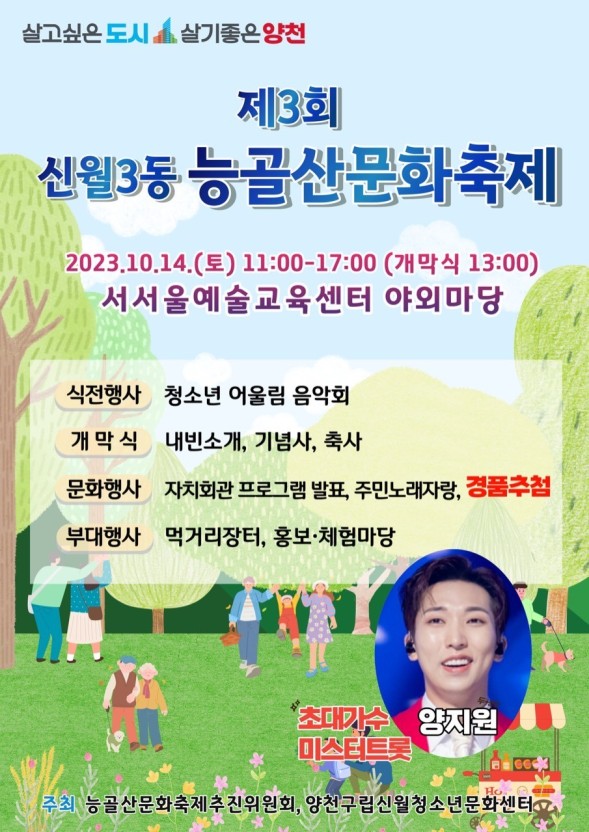 살고싶은 도시 살기좋은 양천
제3회
신월3동 능골산문화축제
2023.10.14.(토) 11:00-17:00 (개막식 13:00)
서서울예술교육센터 야외마당
식전행사 청소년 어울림 음악회
개 막 식 내빈소개, 기념사, 축사
문화행사 자치회관 프로그램 발표, 주민노래자랑, 경품추첨
부대행사 먹거리장터, 홍보·체험마당
초대가수 양지원
미스터트롯
주최 능골산문화축제추진위원회, 양천구립신월청소년문화센터